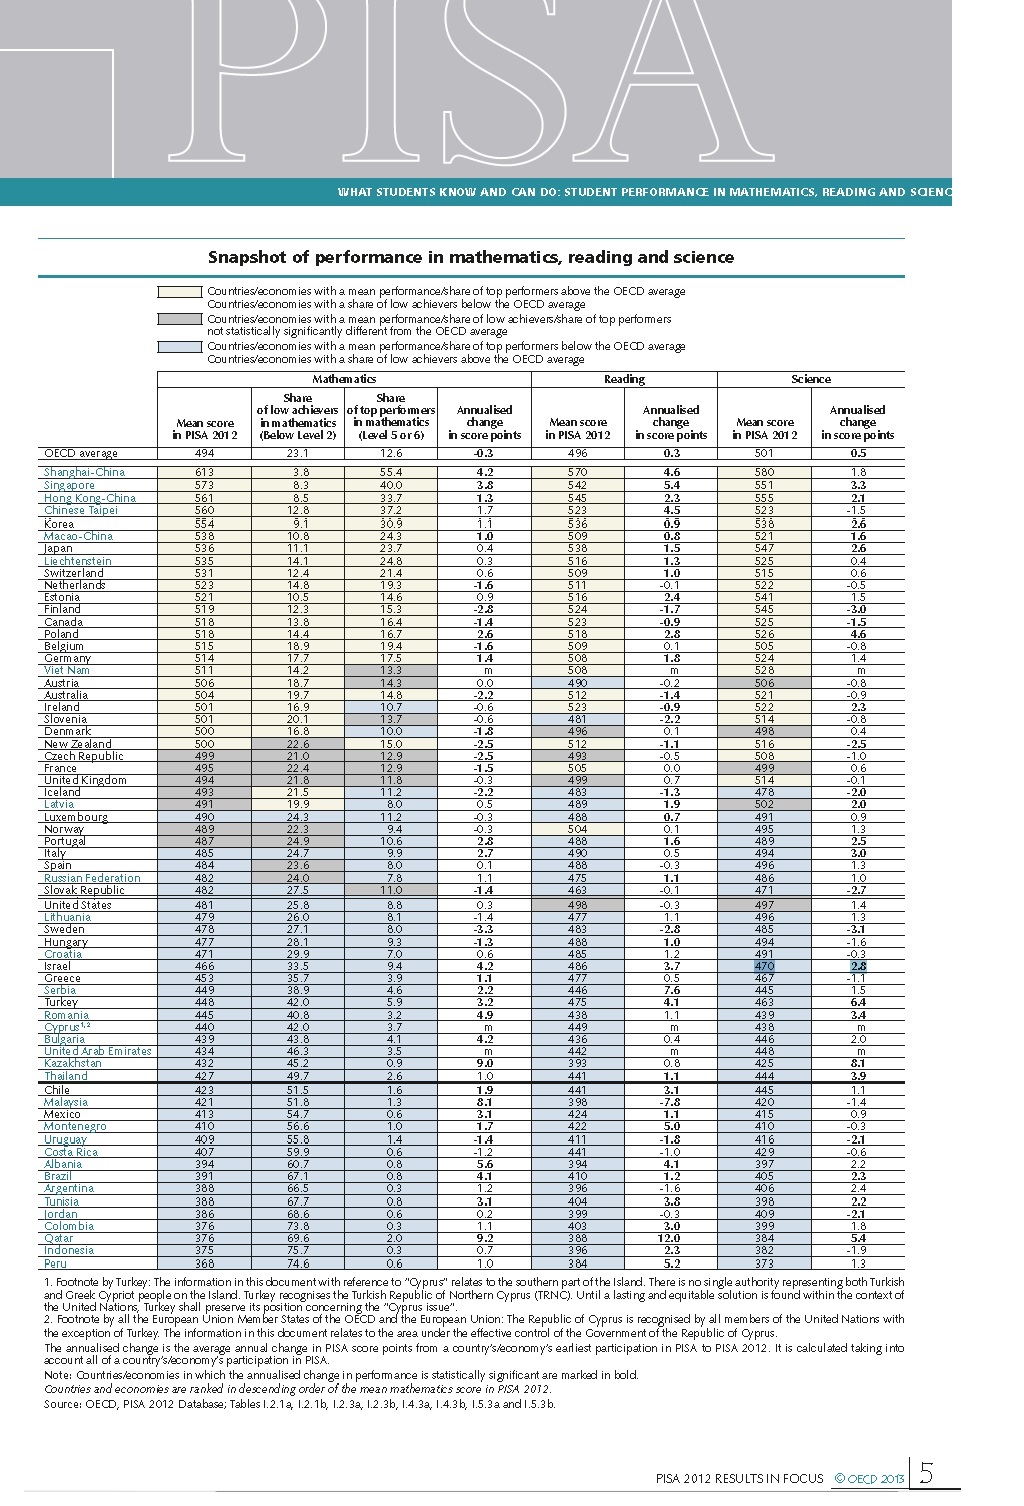 PISA
WHAT STUDENTS KNOW AND CAN DO: STUDENT PERFORMANCE IN MATHEMATICS, READING AND SCIENC
Snapshot of performance in mathematics, reading and science
Countries/economies with a mean performance/share of top performers above the OECD average
Countries/economies with a share of low achievers below the OECD average
Countries/economies with a mean performance/share of low achievers/share of top performers
not statistically significantly different from the OECD average
Countries/economies with a mean performance/share of top performers below the OECD average
Countries/economies with a share of low achievers above the OECD average
Mathematics Reading Science
Mean score in PISA 2012 Share of low achievers in mathematics (Below Level 2) Share of top performers in mathematics (Level 5 or 6) Annualised change in score points Mean score in PISA 2012 Annualised change in score points Mean score in PISA 2012 Annualised change in score points
OECD average 494 23.1 12.6 -0.3 496 0.3 501 0.5
Shanghai-China 613 3.8 55.4 4.2 570 4.6 580 1.8
Singapore 573 8.3 40.0 3.8 542 5.4 551 3.3
Hong Kong-China 561 8.5 33.7 1.3 545 2.3 555 2.1
Chinese Taipei 560 12.8 37.2 1.7 523 4.5 523 -1.5
Korea 554 9.1 30.9 1.1 536 0.9 538 2.6
Macao-China 538 10.8 24.3 1.0 509 0.8 521 1.6
Japan 536 11.1 23.7 0.4 538 1.5 547 2.6
Liechtenstein 535 14.1 24.8 0.3 516 1.3 525 0.4
Switzerland 531 12.4 21.4 0.6 509 1.0 515 0.6
Netherlands 523 14.8 19.3 -1.6 511 -0.1 522 -0.5
Estonia 521 10.5 14.6 0.9 516 2.4 541 1.5
Finland 519 12.3 15.3 -2.8 524 -1.7 545 -3.0
Canada 518 13.8 16.4 -1.4 523 -0.9 525 -1.5
Poland 518 14.4 16.7 2.6 518 2.8 526 4.6
Belgium 515 18.9 19.4 -1.6 509 0.1 505 -0.8
Germany 514 17.7 17.5 1.4 508 1.8 524 1.4
Viet Nam 511 14.2 13.3 m 508 m 528 m
Austria 506 18.7 14.3 0.0 490 -0.2 506 -0.8
Australia 504 19.7 14.8 -2.2 512 -1.4 521 -0.9
Ireland 501 16.9 10.7 -0.6 523 -0.9 522 2.3
Slovenia 501 20.1 13.7 -0.6 481 -2.2 514 -0.8
Denmark 500 16.8 10.0 -1.8 496 0.1 498 0.4
New Zealand 500 22.6 15.0 -2.5 512 -1.1 516 -2.5
Czech Republic 499 21.0 12.9 -2.5 493 -0.5 508 -1.0
France 495 22.4 12.9 -1.5 505 0.0 499 0.6
United Kingdom 494 21.8 11.8 -0.3 499 0.7 514 -0.1
Iceland 493 21.5 11.2 -2.2 483 -1.3 478 -2.0
Latvia 491 19.9 8.0 0.5 489 1.9 502 2.0
Luxembourg 490 24.3 11.2 -0.3 488 0.7 491 0.9
Norway 489 22.3 9.4 -0.3 504 0.1 495 1.3
Portugal 487 24.9 10.6 2.8 488 1.6 489 2.5
Italy 485 24.7 9.9 2.7 490 0.5 494 3.0
Spain 484 23.6 8.0 0.1 488 -0.3 496 1.3
Russian Federation 482 24.0 7.8 1.1 475 1.1 486 1.0
Slovak Republic 482 27.5 11.0 -1.4 463 -0.1 471 -2.7
United States 481 25.8 8.8 0.3 498 -0.3 497 1.4
Lithuania 479 26.0 8.1 -1.4 477 1.1 496 1.3
Sweden 478 27.1 8.0 -3.3 483 -2.8 485 -3.1
Hungary 477 28.1 9.3 -1.3 488 1.0 494 -1.6
Croatia 471 29.9 7.0 0.6 485 1.2 491 -0.3
Israel 466 33.5 9.4 4.2 486 3.7 470 2.8
Greece 453 35.7 3.9 1.1 477 0.5 467 -1.1
Serbia 449 38.9 4.6 2.2 446 7.6 445 1.5
Turkey 448 42.0 5.9 3.2 475 4.1 463 6.4
Romania 445 40.8 3.2 4.9 438 1.1 439 3.4
Cyprus1,2 440 42.0 3.7 m 449 m 438 m
Bulgaria 439 43.8 4.1 4.2 436 0.4 446 2.0
United Arab Emirates 434 46.3 3.5 m 442 m 448 m
Kazakhstan 432 45.2 0.9 9.0 393 0.8 425 8.1
Thailand 427 49.7 2.6 1.0 441 1.1 444 3.9
Chile 423 51.5 1.6 1.9 441 3.1 445 1.1
Malaysia 421 51.8 1.3 8.1 398 -7.8 420 -1.4
Mexico 413 54.7 0.6 3.1 424 1.1 415 0.9
Montenegro 410 56.6 1.0 1.7 422 5.0 410 -0.3
Uruguay 409 55.8 1.4 -1.4 411 -1.8 416 -2.1
Costa Rica 407 59.9 0.6 -1.2 441 -1.0 429 -0.6
Albania 394 60.7 0.8 5.6 394 4.1 397 2.2
Brazil 391 67.1 0.8 4.1 410 1.2 405 2.3
Argentina 388 66.5 0.3 1.2 396 -1.6 406 2.4
Tunisia 388 67.7 0.8 3.1 404 3.8 398 2.2
Jordan 386 68.6 0.6 0.2 399 -0.3 409 -2.1
Colombia 376 73.8 0.3 1.1 403 3.0 399 1.8
Qatar 376 69.6 2.0 9.2 388 12.0 384 5.4
Indonesia 375 75.7 0.3 0.7 396 2.3 382 -1.9
Peru 368 74.6 0.6 1.0 384 5.2 373 1.3
1. Footnote by Turkey: The information in this document with reference to "Cyprus" relates to the southern part of the Island. There is no single authority representing both Turkish
and Greek Cypriot people on the Island. Turkey recognises the Turkish Republic of Northern Cyprus (TRNC). Until a lasting and equitable solution is found within the context of
the United Nations, Turkey shall preserve its position concerning the "Cyprus issue".
2. Footnote by all the European Union Member States of the OECD and the European Union: The Republic of Cyprus is recognised by all members of the United Nations with
the exception of Turkey. The information in this document relates to the area under the effective control of the Government of the Republic of Cyprus.
The annualised change is the average annual change in PISA score points from a country's/economy's earliest participation in PISA to PISA 2012. It is calculated taking into
account all of a country's/economy's participation in PISA.
Note: Countries/economies in which the annualised change in performance is statistically significant are marked in bold.
Countries and economies are ranked in descending order of the mean mathematics score in PISA 2012.
Source: OECD, PISA 2012 Database; Tables I.2.1a, I.2.1b, I.2.3a, I.2.3b, I.4.3a, I.4.3b, I.5.3a and I.5.3b.
PISA 2012 RESULTS IN FOCUS © OECD 2013 5